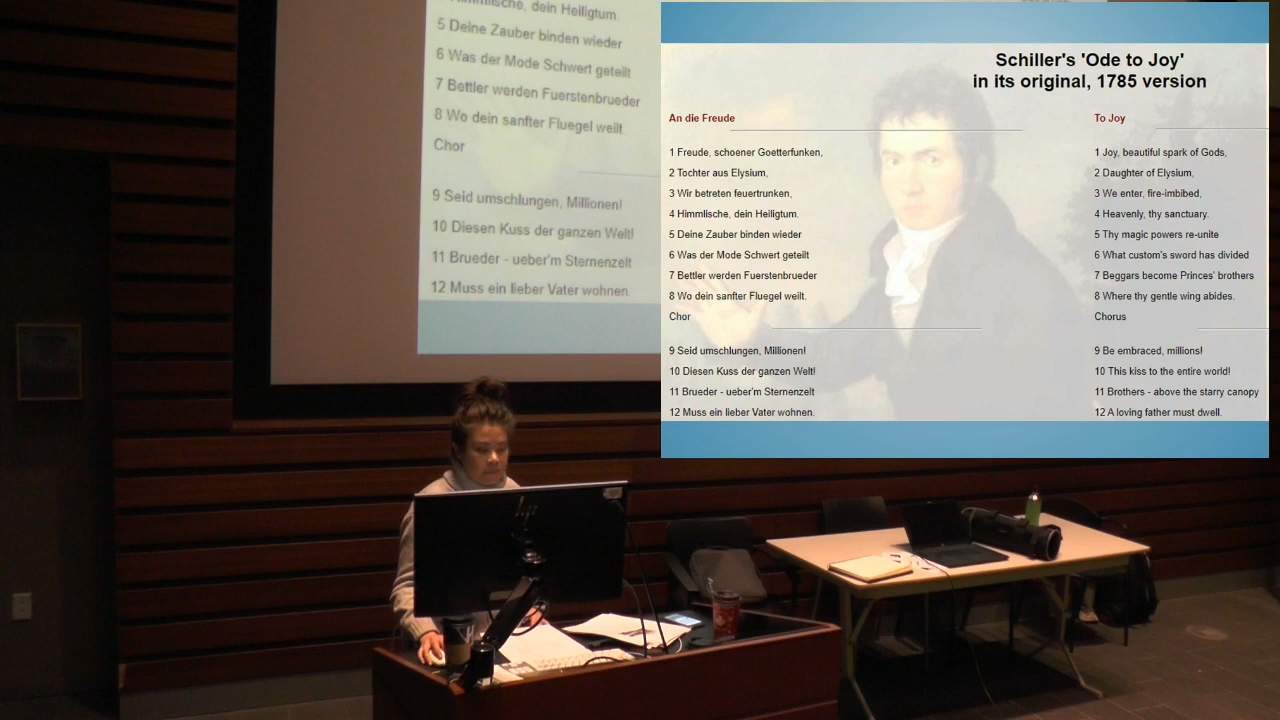 Himmlische, dein Heiligtum.
5 Deine Zauber binden wieder
6 Was der Mode Schwert geteilt
7 Bettler werden Fuerstenbrueder
8 Wo dein sanfter Fluegel weilt.
Chor
9 Seid umschlungen, Millionen!
10 Diesen Kuss der ganzen Welt!
11 Brueder - ueber'm Sternenzelt
12 Muss ein lieber Vater wohnen.
Schiller's 'Ode to Joy'
in its original, 1785 version
An die Freude
1 Freude, schoener Goetterfunken,
2 Tochter aus Elysium,
3 Wir betreten feuertrunken,
4 Himmlische, dein Heiligtum.
5 Deine Zauber binden wieder
6 Was der Mode Schwert geteilt
7 Bettler werden Fuerstenbrueder
8 Wo dein sanfter Fluegel weilt.
Chor
9 Seid umschlungen, Millionen!
10 Diesen Kuss der ganzen Welt!
11 Brueder - ueber'm Sternenzelt
12 Muss ein lieber Vater wohnen.
To Joy
1 Joy, beautiful spark of Gods,
2 Daughter of Elysium,
3 We enter, fire-imbibed,
4 Heavenly, thy sanctuary.
5 Thy magic powers re-unite
6 What custom's sword has divided
7 Beggars become Princes' brothers
8 Where thy gentle wing abides.
Chorus
9 Be embraced, millions!
10 This kiss to the entire world!
11 Brothers - above the starry canopy
12 A loving father must dwell.
hp